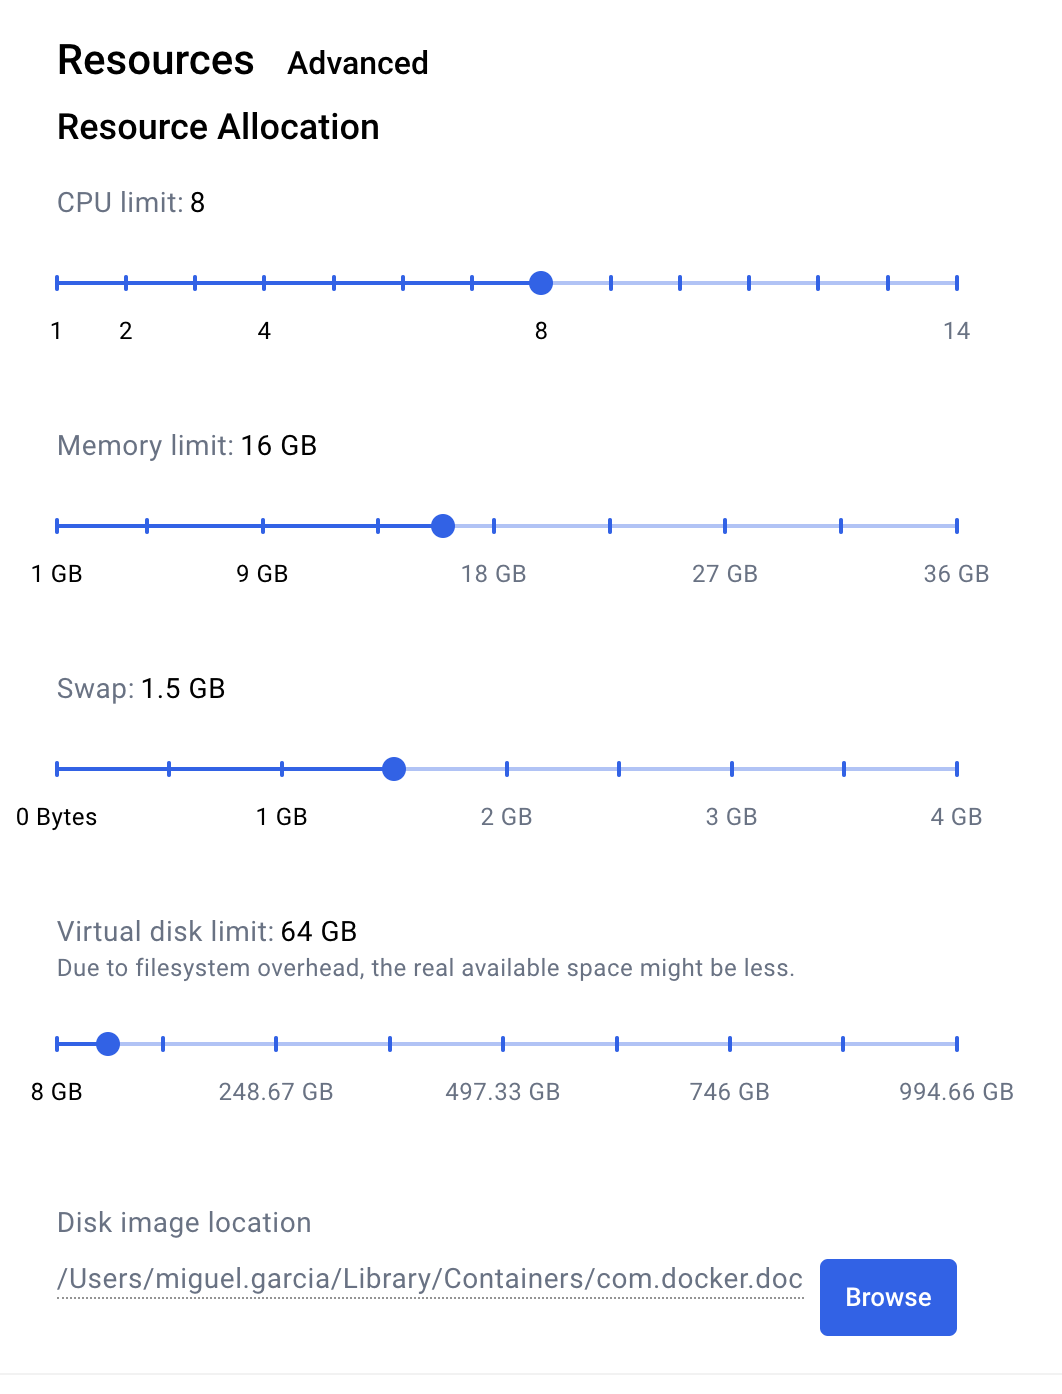 Resources Advanced
Resource Allocation
CPU limit: 8
1 2 4 8 14
Memory limit: 16 GB
1 GB 9 GB 18 GB 27 GB 36 GB
Swap: 1.5 GB
0 Bytes 1 GB 2 GB 3 GB 4 GB
Virtual disk limit: 64 GB
Due to filesystem overhead, the real available space might be less.
8 GB 248.67 GB 497.33 GB 746 GB 994.66 GB
Disk image location
/Users/miguel.garcia/Library/Containers/com.docker.doc
Browse